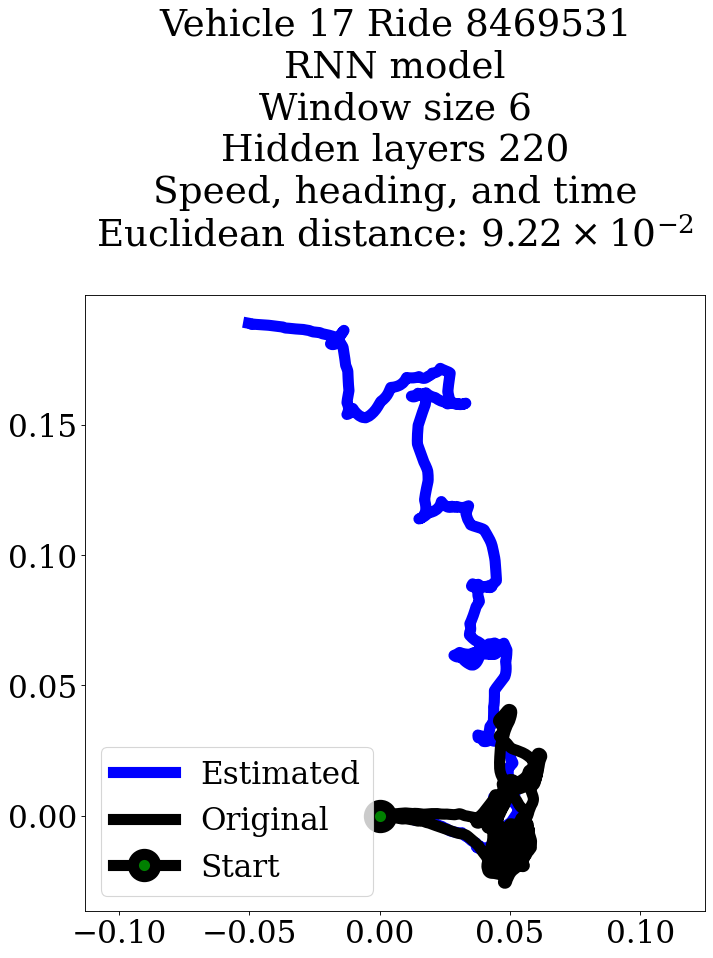 Vehicle 17 Ride 8469531
RNN model
Window size 6
Hidden layers 220
Speed, heading, and time
Euclidean distance: 9.22 × 10⁻²
0.15
0.10
0.05
0.00
Estimated
Original
Start
−0.10 −0.05 0.00 0.05 0.10